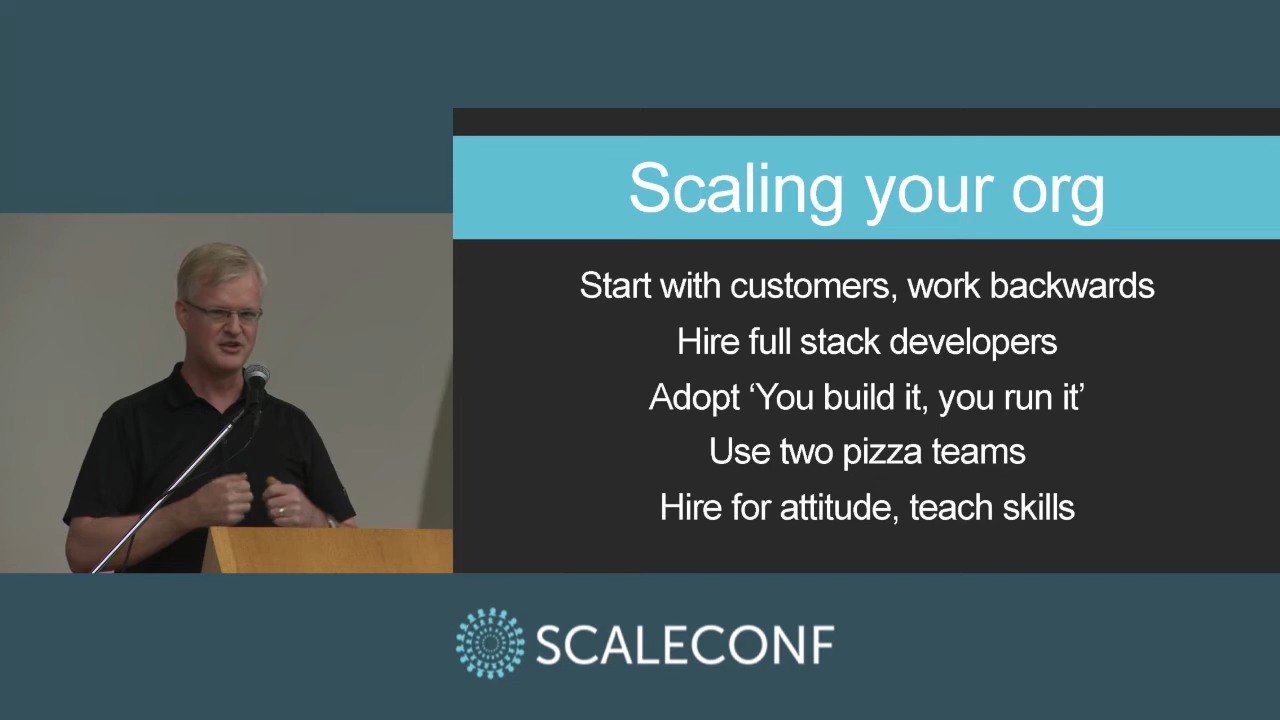 Scaling your org
Start with customers, work backwards
Hire full stack developers
Adopt ‘You build it, you run it’
Use two pizza teams
Hire for attitude, teach skills
SCALECONF